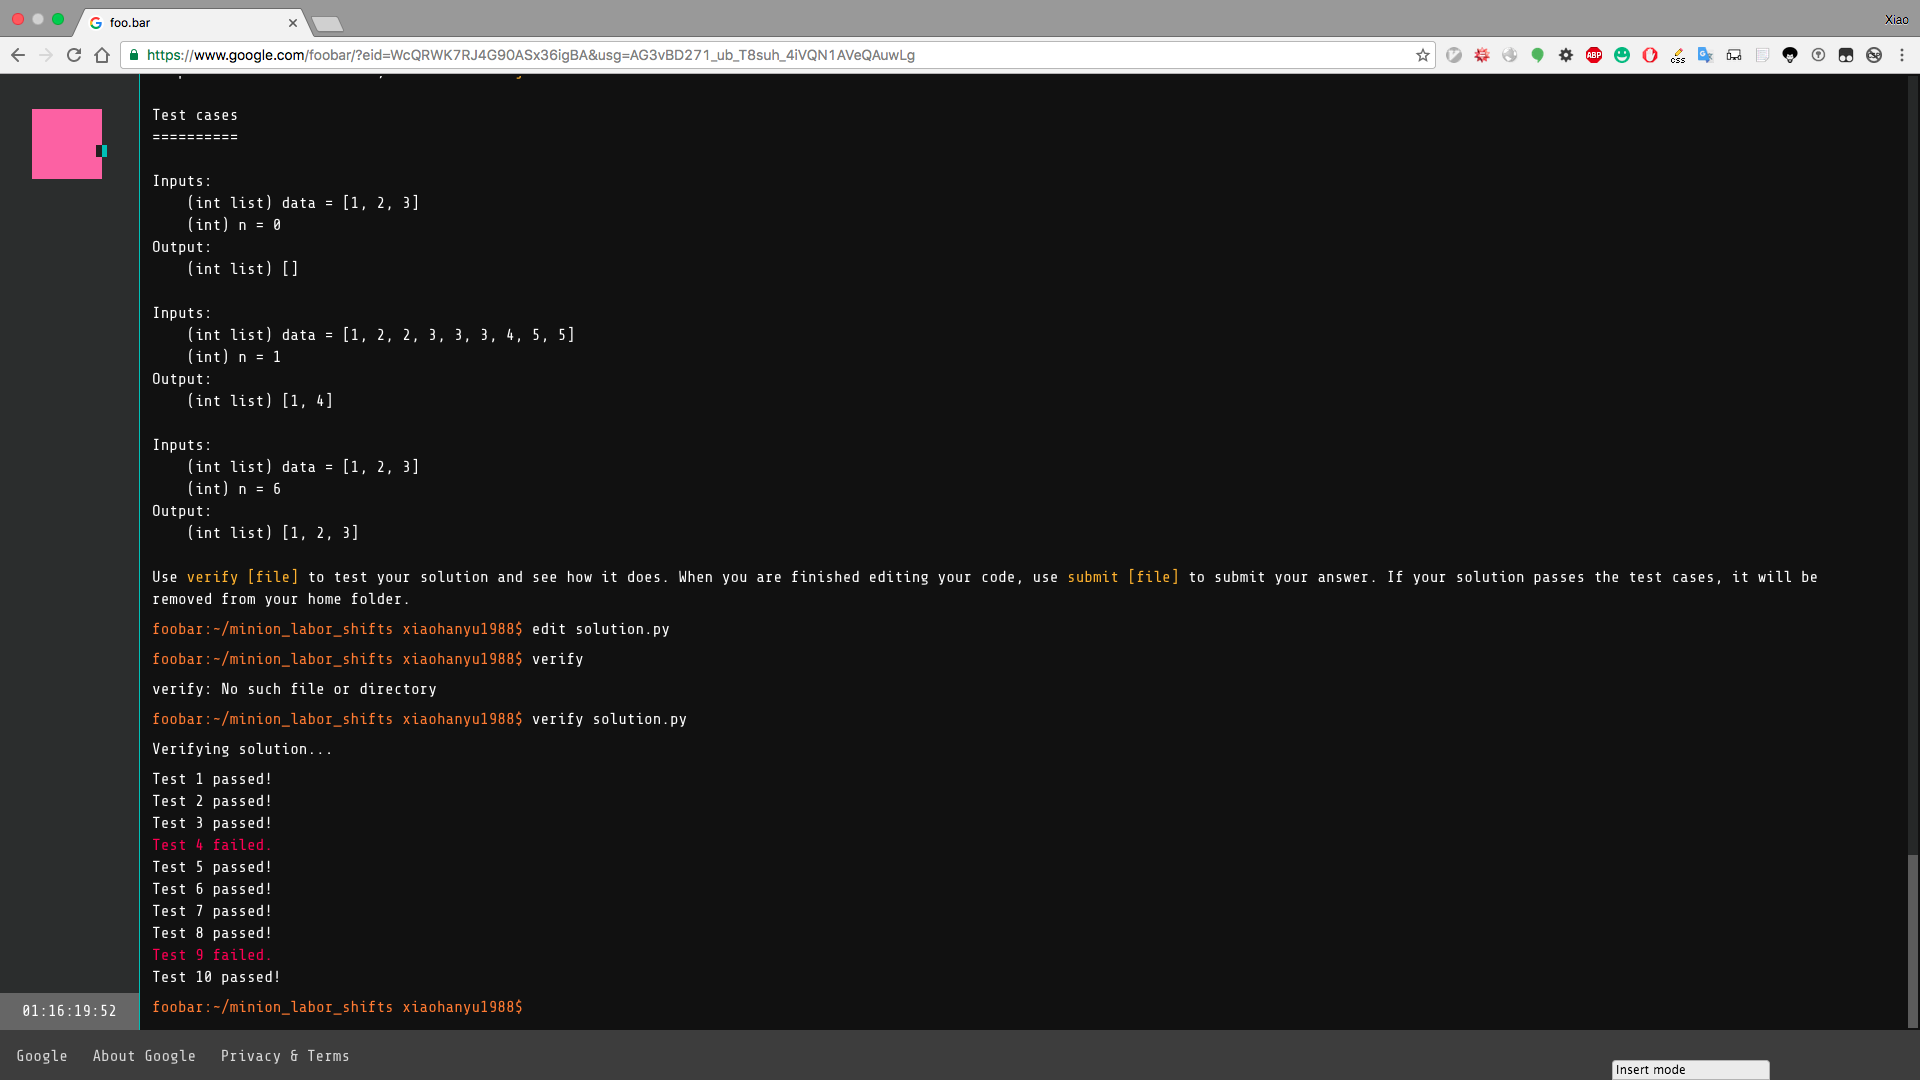 foo.bar
Xiao
https://www.google.com/foobar/?eid=WcQRWK7RJ4G90ASx36igBA&usg=AG3vBD271_ub_T8suh_4iVQN1AVeQAuwLg
ABP
css
Test cases
==========
Inputs:
(int list) data = [1, 2, 3]
(int) n = 0
Output:
(int list) []
Inputs:
(int list) data = [1, 2, 2, 3, 3, 3, 4, 5, 5]
(int) n = 1
Output:
(int list) [1, 4]
Inputs:
(int list) data = [1, 2, 3]
(int) n = 6
Output:
(int list) [1, 2, 3]
Use verify [file] to test your solution and see how it does. When you are finished editing your code, use submit [file] to submit your answer. If your solution passes the test cases, it will be
removed from your home folder.
foobar:~/minion_labor_shifts xiaohanyu1988$ edit solution.py
foobar:~/minion_labor_shifts xiaohanyu1988$ verify
verify: No such file or directory
foobar:~/minion_labor_shifts xiaohanyu1988$ verify solution.py
Verifying solution...
Test 1 passed!
Test 2 passed!
Test 3 passed!
Test 4 failed.
Test 5 passed!
Test 6 passed!
Test 7 passed!
Test 8 passed!
Test 9 failed.
Test 10 passed!
foobar:~/minion_labor_shifts xiaohanyu1988$
01:16:19:52
Google About Google Privacy & Terms
Insert mode